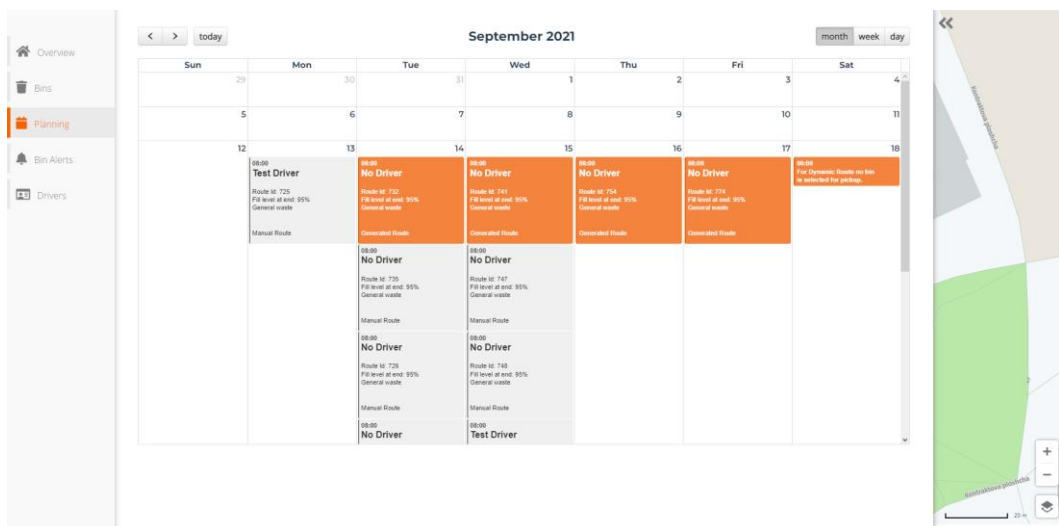 Overview
Bins
Planning
Bin Alerts
Drivers
< > today
September 2021
month week day
Sun Mon Tue Wed Thu Fri Sat
29 30 31 1 2 3 4
5 6 7 8 9 10 11
12 13 14 15 16 17 18
08:00
Test Driver
Route Id: 725
Fill level at end: 95%
General waste
Manual Route
08:00
No Driver
Route Id: 732
Fill level at end: 95%
General waste
Generated Route
08:00
No Driver
Route Id: 735
Fill level at end: 95%
General waste
Manual Route
08:00
No Driver
Route Id: 726
Fill level at end: 95%
General waste
Manual Route
08:00
No Driver
08:00
No Driver
Route Id: 741
Fill level at end: 95%
General waste
Generated Route
08:00
No Driver
Route Id: 747
Fill level at end: 95%
General waste
Manual Route
08:00
No Driver
Route Id: 748
Fill level at end: 95%
General waste
Manual Route
08:00
Test Driver
08:00
No Driver
Route Id: 754
Fill level at end: 95%
General waste
Generated Route
08:00
No Driver
Route Id: 774
Fill level at end: 95%
General waste
Generated Route
08:00
For Dynamic Route no bin
is selected for pickup.
Kontraktova ploshcha
2
Kontraktova ploshcha
+
−
20 m